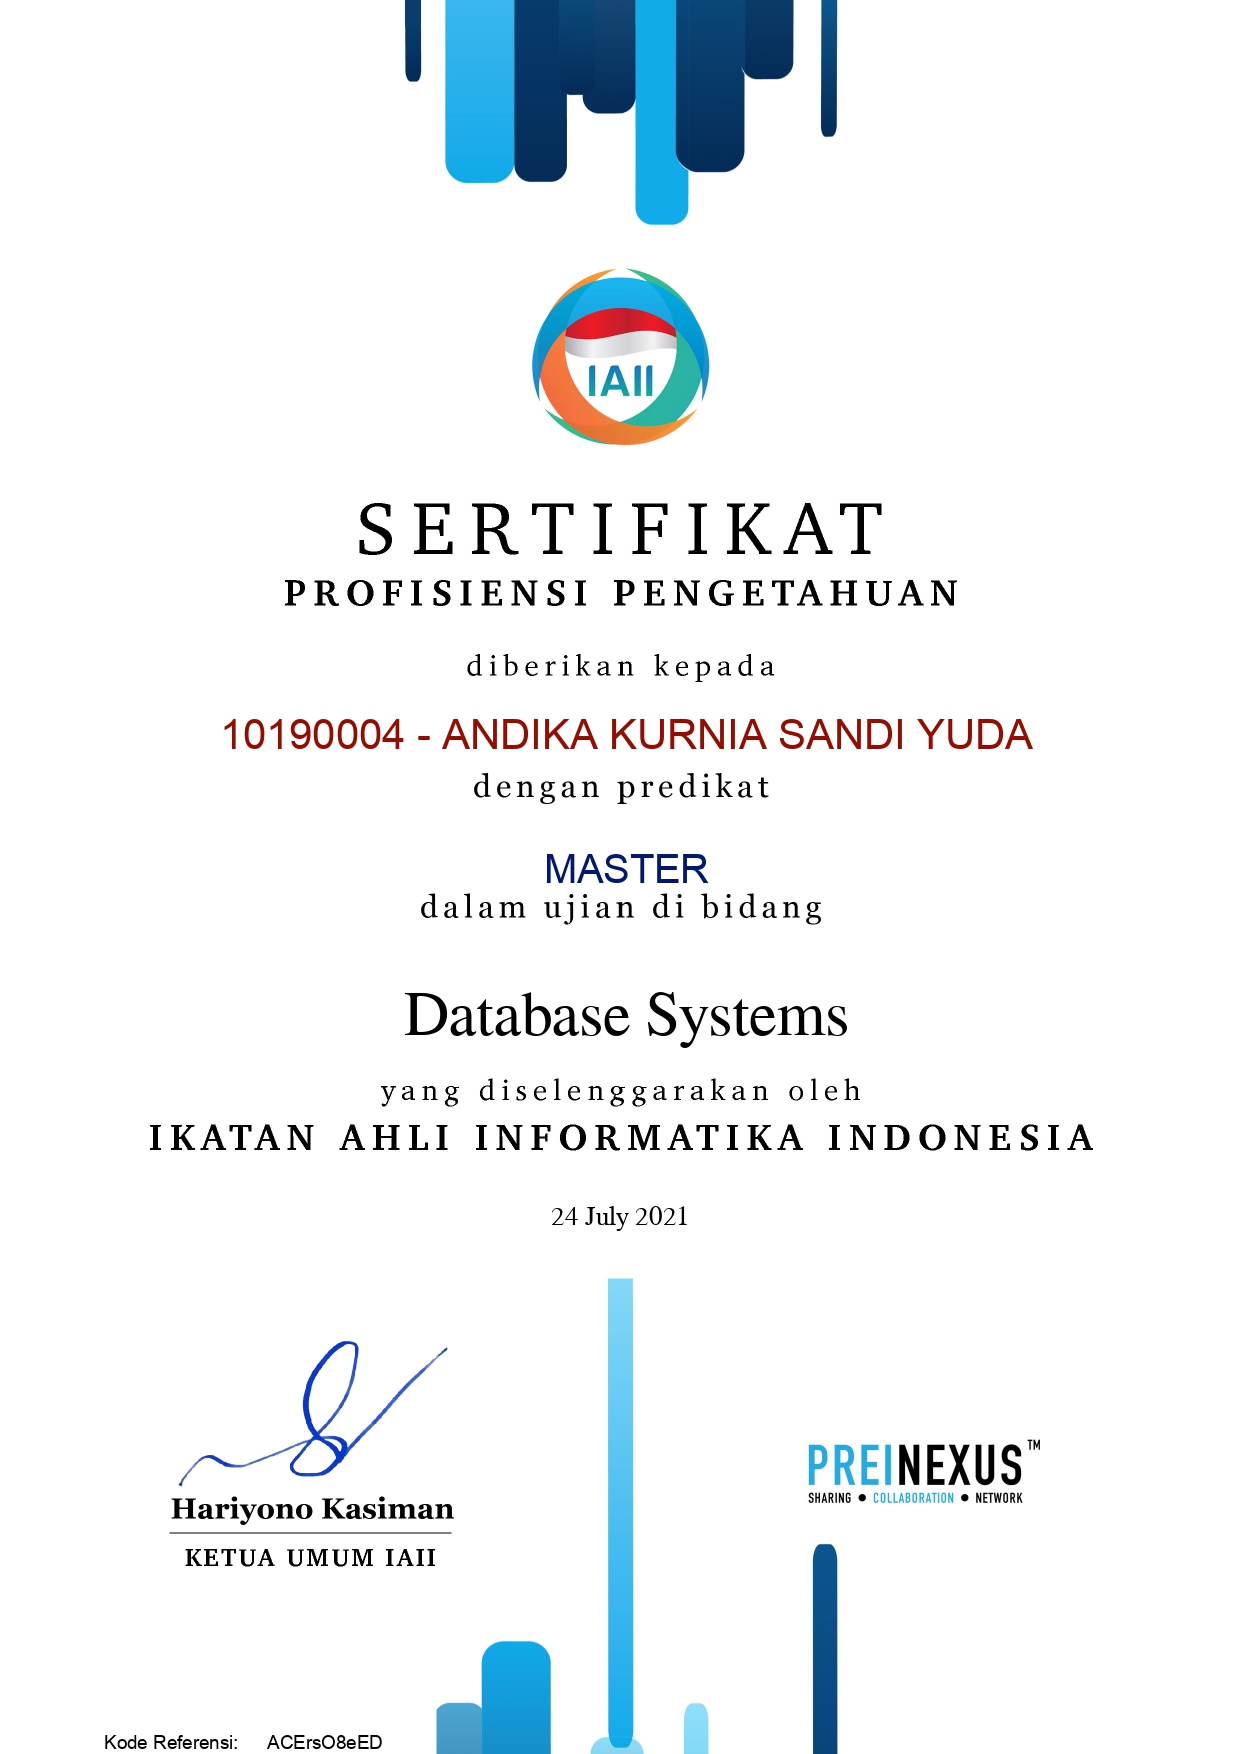 IAII
SERTIFIKAT
PROFISIENSI PENGETAHUAN
diberikan kepada
10190004 - ANDIKA KURNIA SANDI YUDA
dengan predikat
MASTER
dalam ujian di bidang
Database Systems
yang diselenggarakan oleh
IKATAN AHLI INFORMATIKA INDONESIA
24 July 2021
Hariyono Kasiman
KETUA UMUM IAII
PREINEXUS™
SHARING ● COLLABORATION ● NETWORK
Kode Referensi: ACErsO8eED